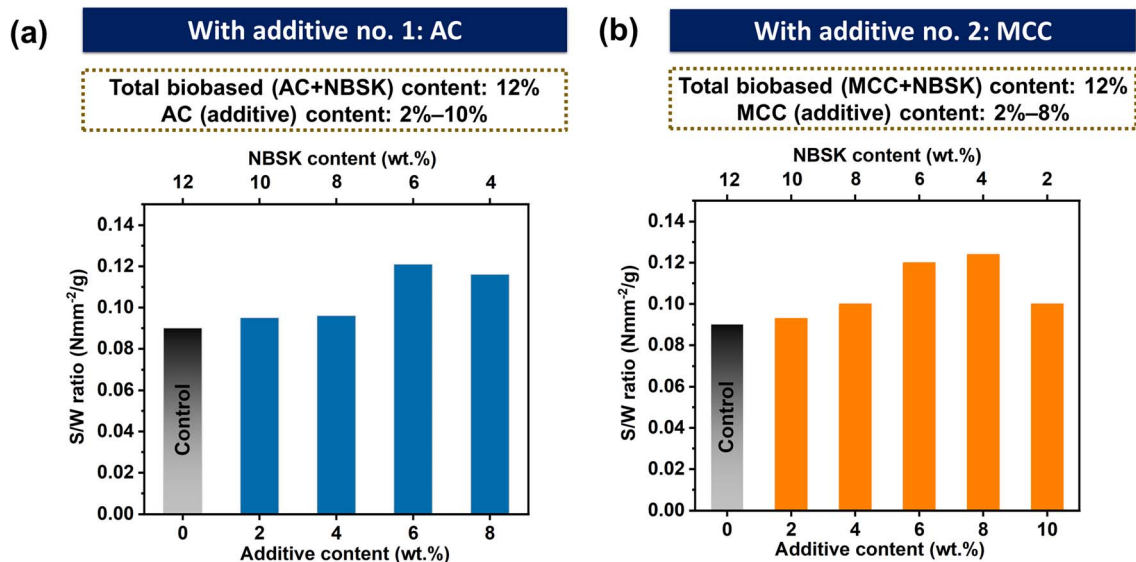 (a)
With additive no. 1: AC
Total biobased (AC+NBSK) content: 12%
AC (additive) content: 2%–10%
NBSK content (wt.%)
12 10 8 6 4
S/W ratio (Nmm⁻²/g)
0.14
0.12
0.10
0.08
0.06
0.04
0.02
0.00
Control
0 2 4 6 8
Additive content (wt.%)
(b)
With additive no. 2: MCC
Total biobased (MCC+NBSK) content: 12%
MCC (additive) content: 2%–8%
NBSK content (wt.%)
12 10 8 6 4 2
S/W ratio (Nmm⁻²/g)
0.14
0.12
0.10
0.08
0.06
0.04
0.02
0.00
Control
0 2 4 6 8 10
Additive content (wt.%)